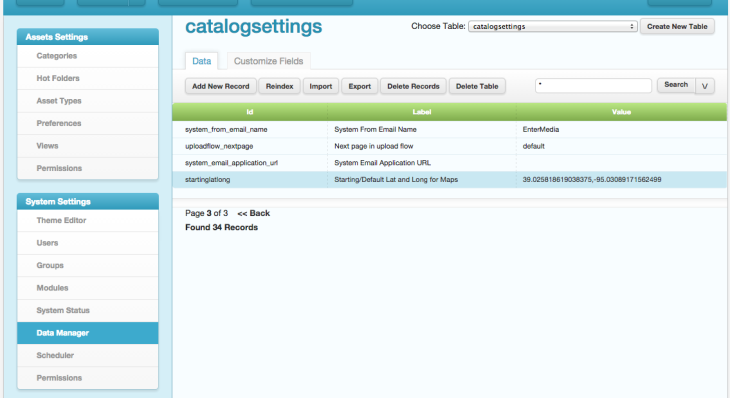 catalogsettings
Choose Table: catalogsettings
Create New Table
Assets Settings
Categories
Hot Folders
Asset Types
Preferences
Views
Permissions
System Settings
Theme Editor
Users
Groups
Modules
System Status
Data Manager
Scheduler
Permissions
Data Customize Fields
Add New Record Reindex Import Export Delete Records Delete Table * Search V
Id Label Value
system_from_email_name System From Email Name EnterMedia
uploadflow_nextpage Next page in upload flow default
system_email_application_url System Email Application URL
startinglatlong Starting/Default Lat and Long for Maps 39.025818619038375,-95.03089171562499
Page 3 of 3 << Back
Found 34 Records